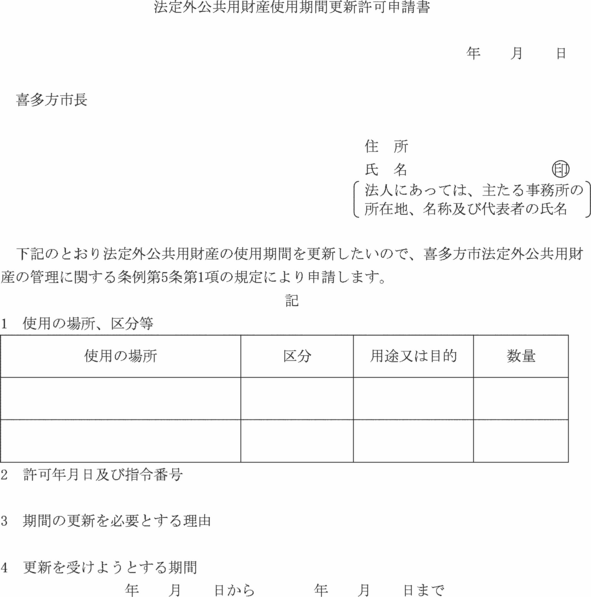 法定外公共用財産使用期間更新許可申請書
年　　月　　日
喜多方市長
住　所
氏　名　　　　　　　　　　㊞
法人にあっては、主たる事務所の
所在地、名称及び代表者の氏名
下記のとおり法定外公共用財産の使用期間を更新したいので、喜多方市法定外公共用財
産の管理に関する条例第5条第1項の規定により申請します。
記
1　使用の場所、区分等
使用の場所　区分　用途又は目的　数量
2　許可年月日及び指令番号
3　期間の更新を必要とする理由
4　更新を受けようとする期間
年　　月　　日から　　　　年　　月　　日まで